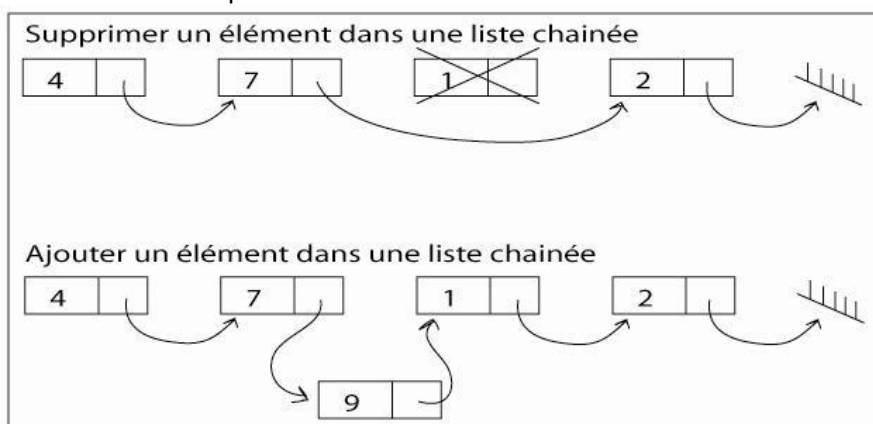 Supprimer un élément dans une liste chainée
4 7 1 2
Ajouter un élément dans une liste chainée
4 7 1 2
9